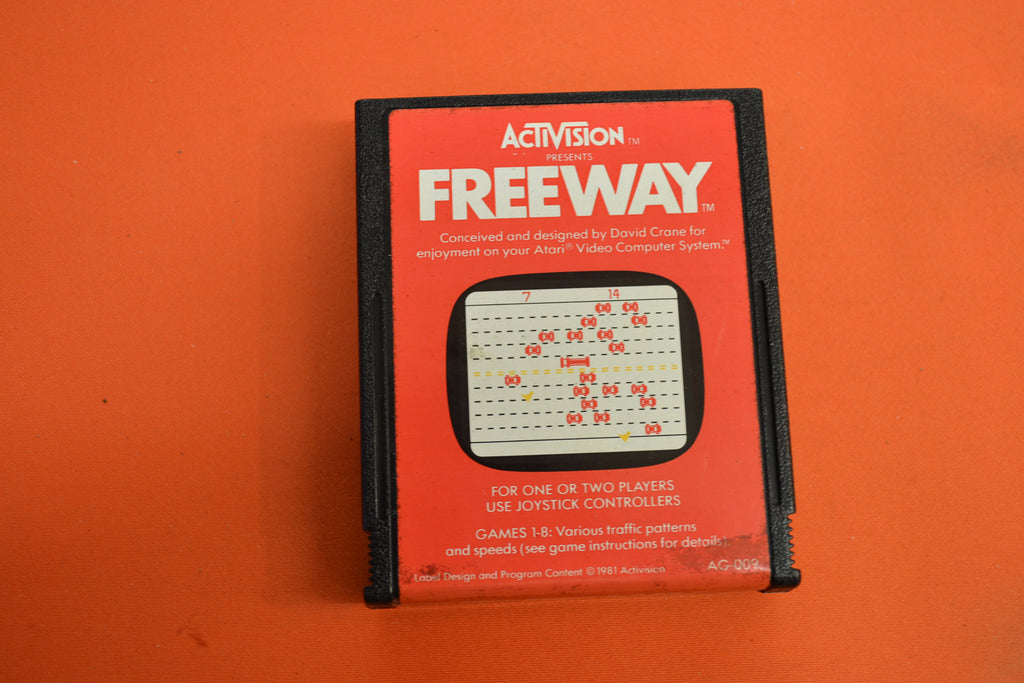 ACTIVISION TM
PRESENTS
FREEWAY TM
Conceived and designed by David Crane for
enjoyment on your Atari® Video Computer System.™
7 14
FOR ONE OR TWO PLAYERS
USE JOYSTICK CONTROLLERS
GAMES 1-8: Various traffic patterns
and speeds (see game instructions for details).
Label Design and Program Content © 1981 Activision
AG-009